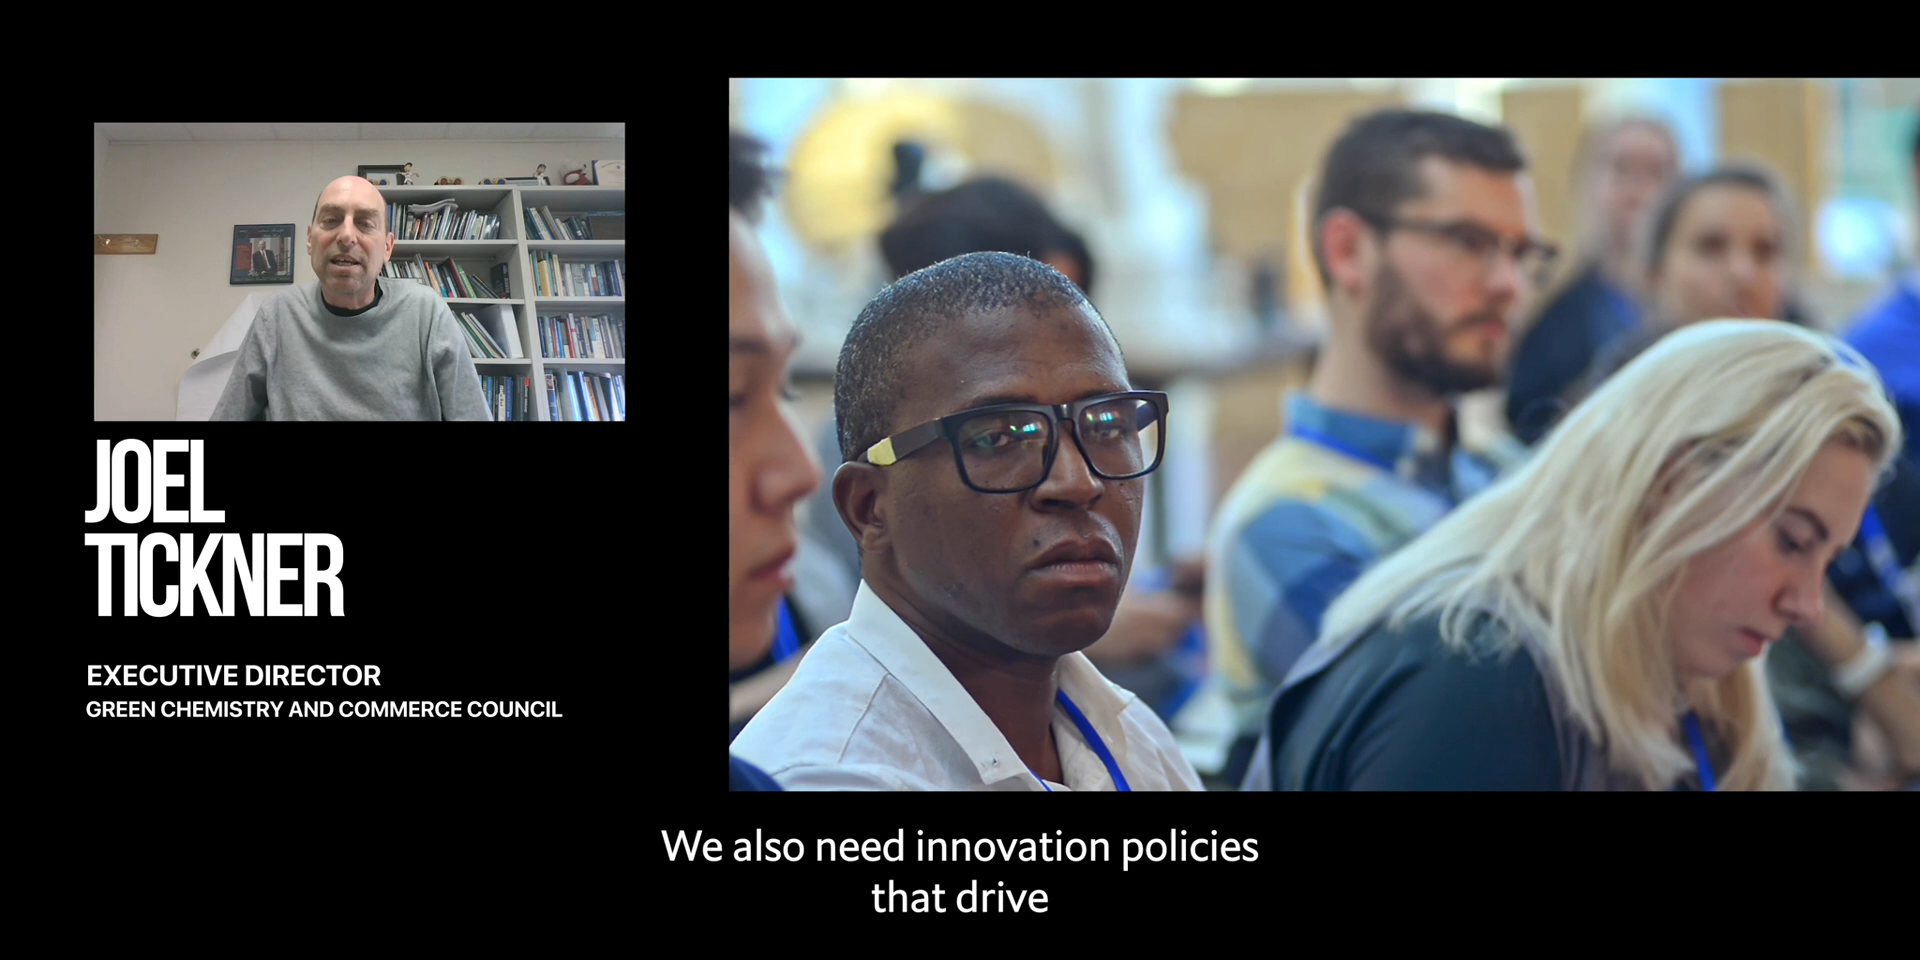 JOEL
TICKNER
EXECUTIVE DIRECTOR
GREEN CHEMISTRY AND COMMERCE COUNCIL
We also need innovation policies
that drive